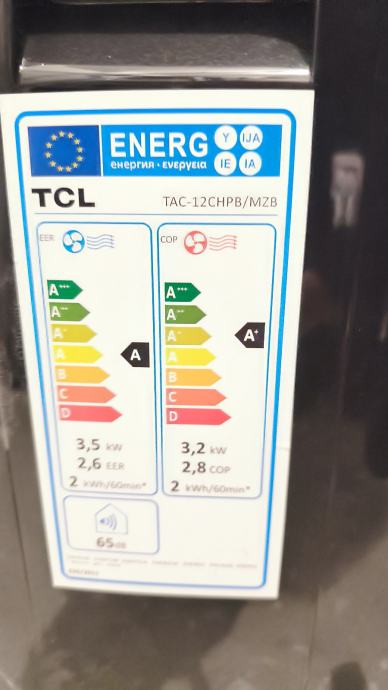 ENERG Y IJA
енергия · ενεργεια IE IA
TCL TAC-12CHPB/MZB
EER
COP
A+++
A++
A+
A
B
C
D
A
A+++
A++
A+
A
B
C
D
A+
3,5 kW
2,6 EER
2 kWh/60min*
3,2 kW
2,8 COP
2 kWh/60min*
65dB